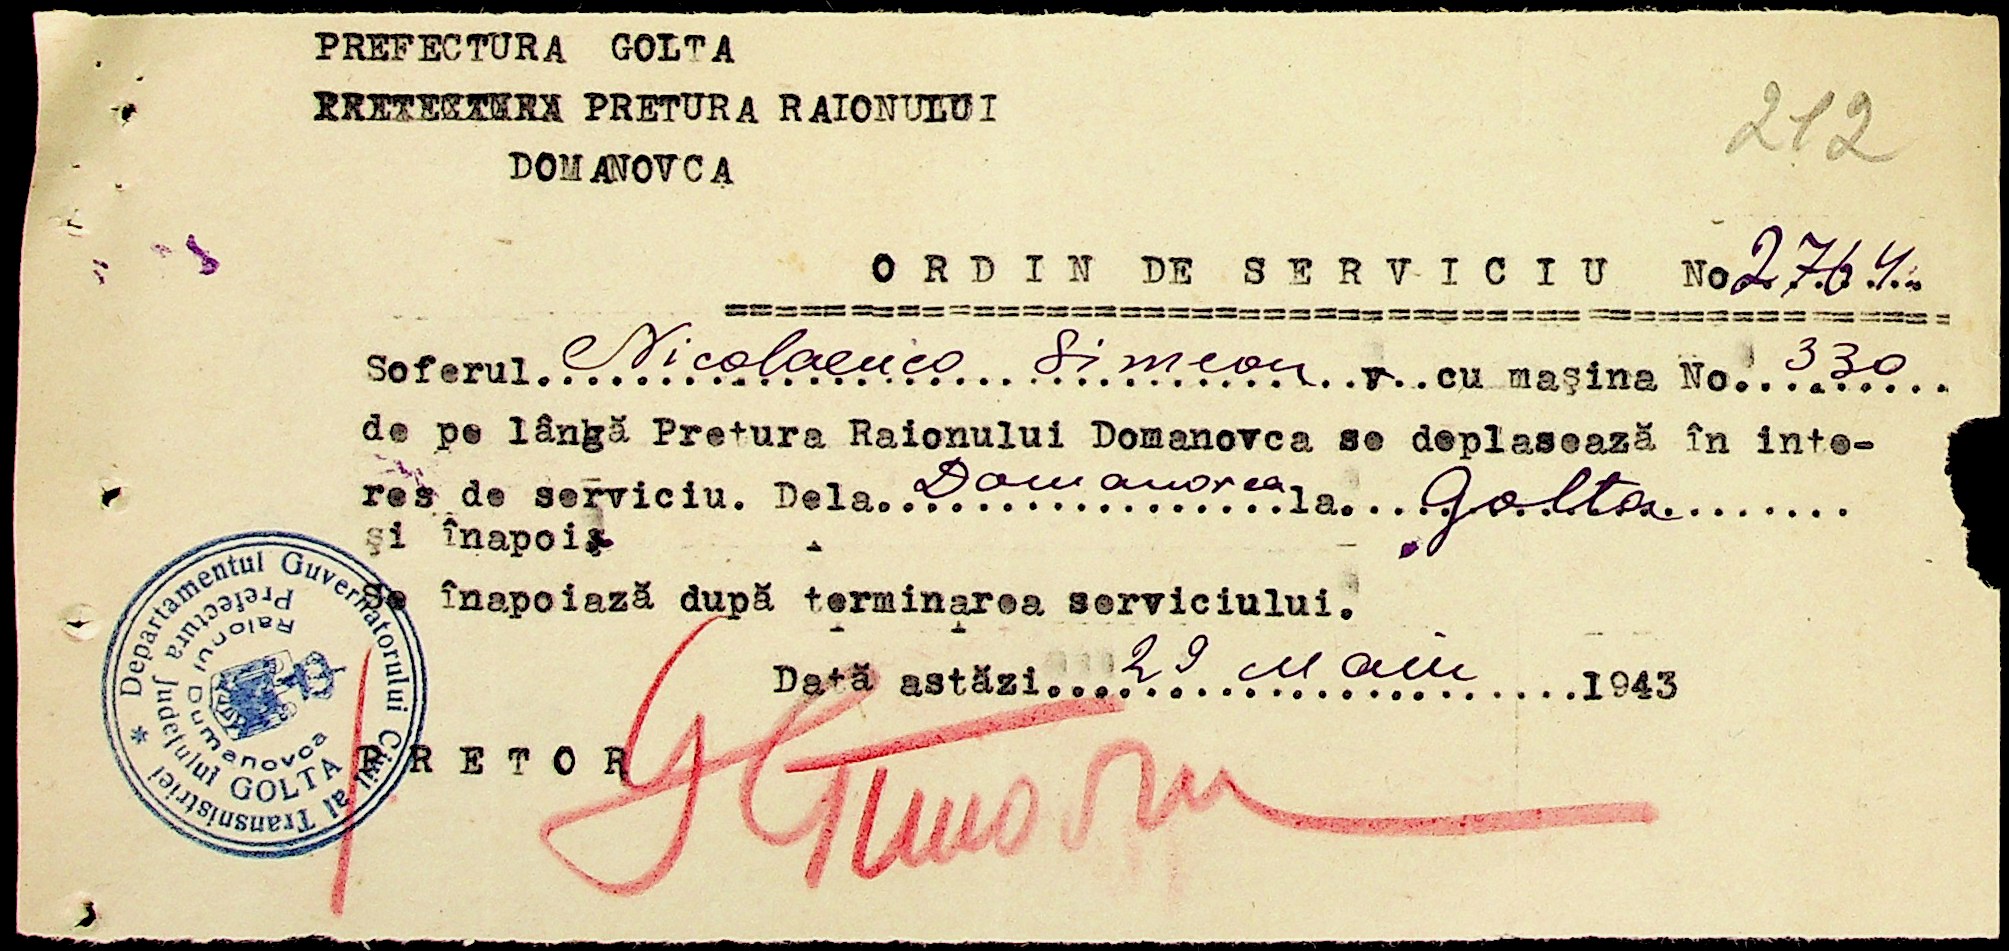 PREFECTURA GOLTA
PRETURA RAIONULUI
DOMANOVCA
212
ORDIN DE SERVICIU No 2764
Soferul Nicolaenco Simeon cu mașina No. 330
de pe lângă Pretura Raionului Domanovca se deplasează în inte-
res de serviciu. Dela Domanovca la Golta
și înapoi
Se înapoiază după terminarea serviciului.
Dată astăzi 29 Maiu 1943
PRETOR
* Departamentul Guvernatorului Civil al Transnistriei
Prefectura Județului GOLTA
Raionul Dumanovca